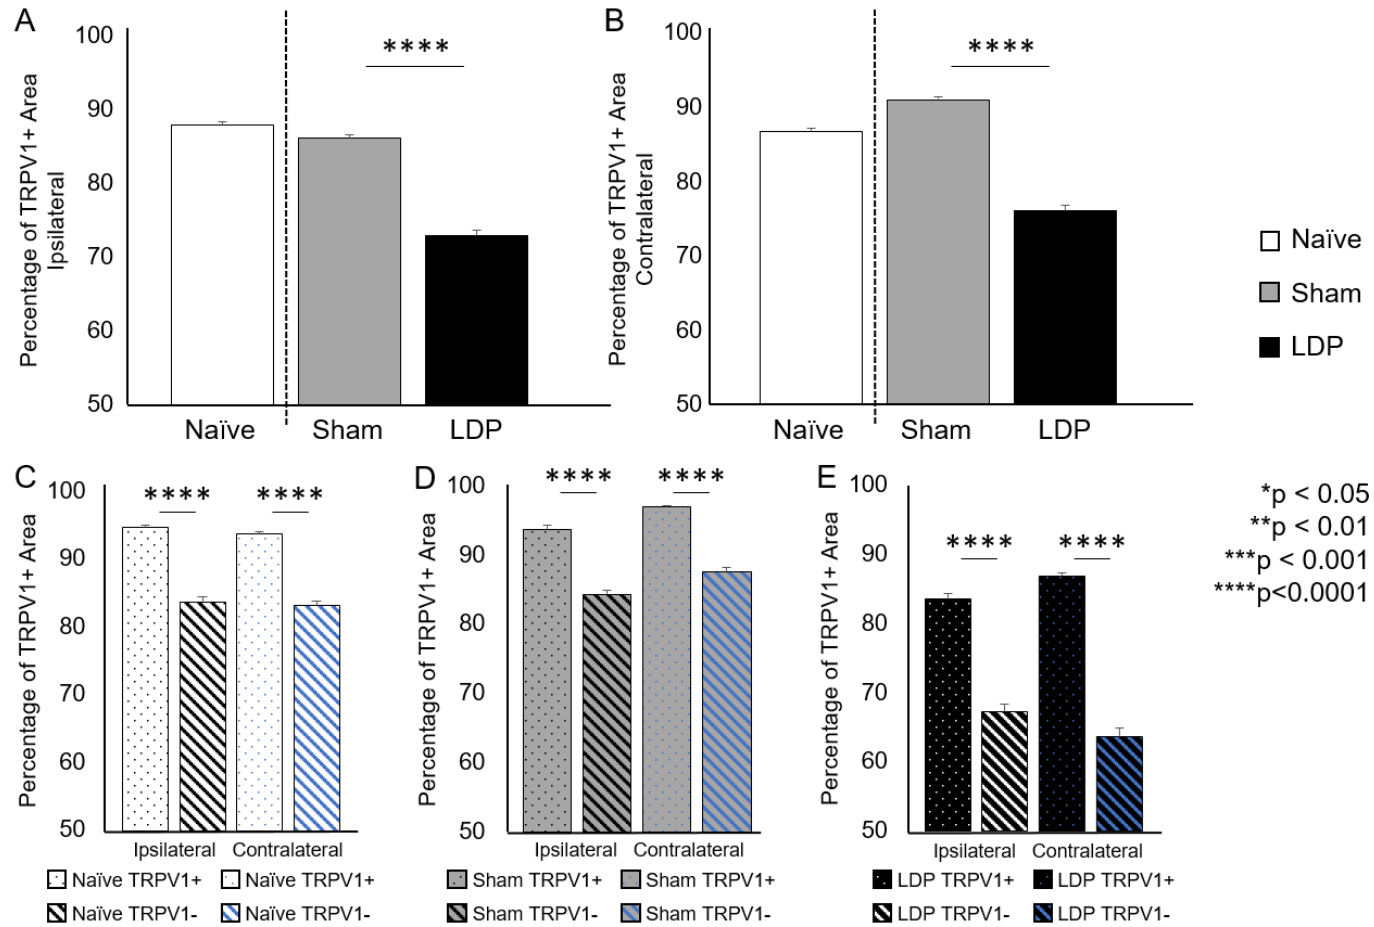 A
Percentage of TRPV1+ Area
Ipsilateral
100
90
80
70
60
50
****
Naïve
Sham
LDP
B
Percentage of TRPV1+ Area
Contralateral
100
90
80
70
60
50
****
Naïve
Sham
LDP
Naïve
Sham
LDP
C
Percentage of TRPV1+ Area
100
90
80
70
60
50
**** ****
Ipsilateral Contralateral
Naïve TRPV1+ Naïve TRPV1+
Naïve TRPV1- Naïve TRPV1-
D
Percentage of TRPV1+ Area
100
90
80
70
60
50
**** ****
Ipsilateral Contralateral
Sham TRPV1+ Sham TRPV1+
Sham TRPV1- Sham TRPV1-
E
Percentage of TRPV1+ Area
100
90
80
70
60
50
**** ****
Ipsilateral Contralateral
LDP TRPV1+ LDP TRPV1+
LDP TRPV1- LDP TRPV1-
*p < 0.05
**p < 0.01
***p < 0.001
****p<0.0001